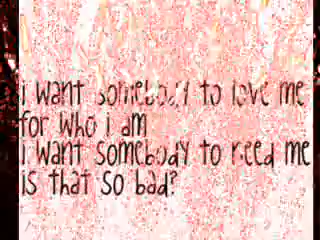 i want somebody to love me
for who i am
i want somebody to need me
is that so bad?